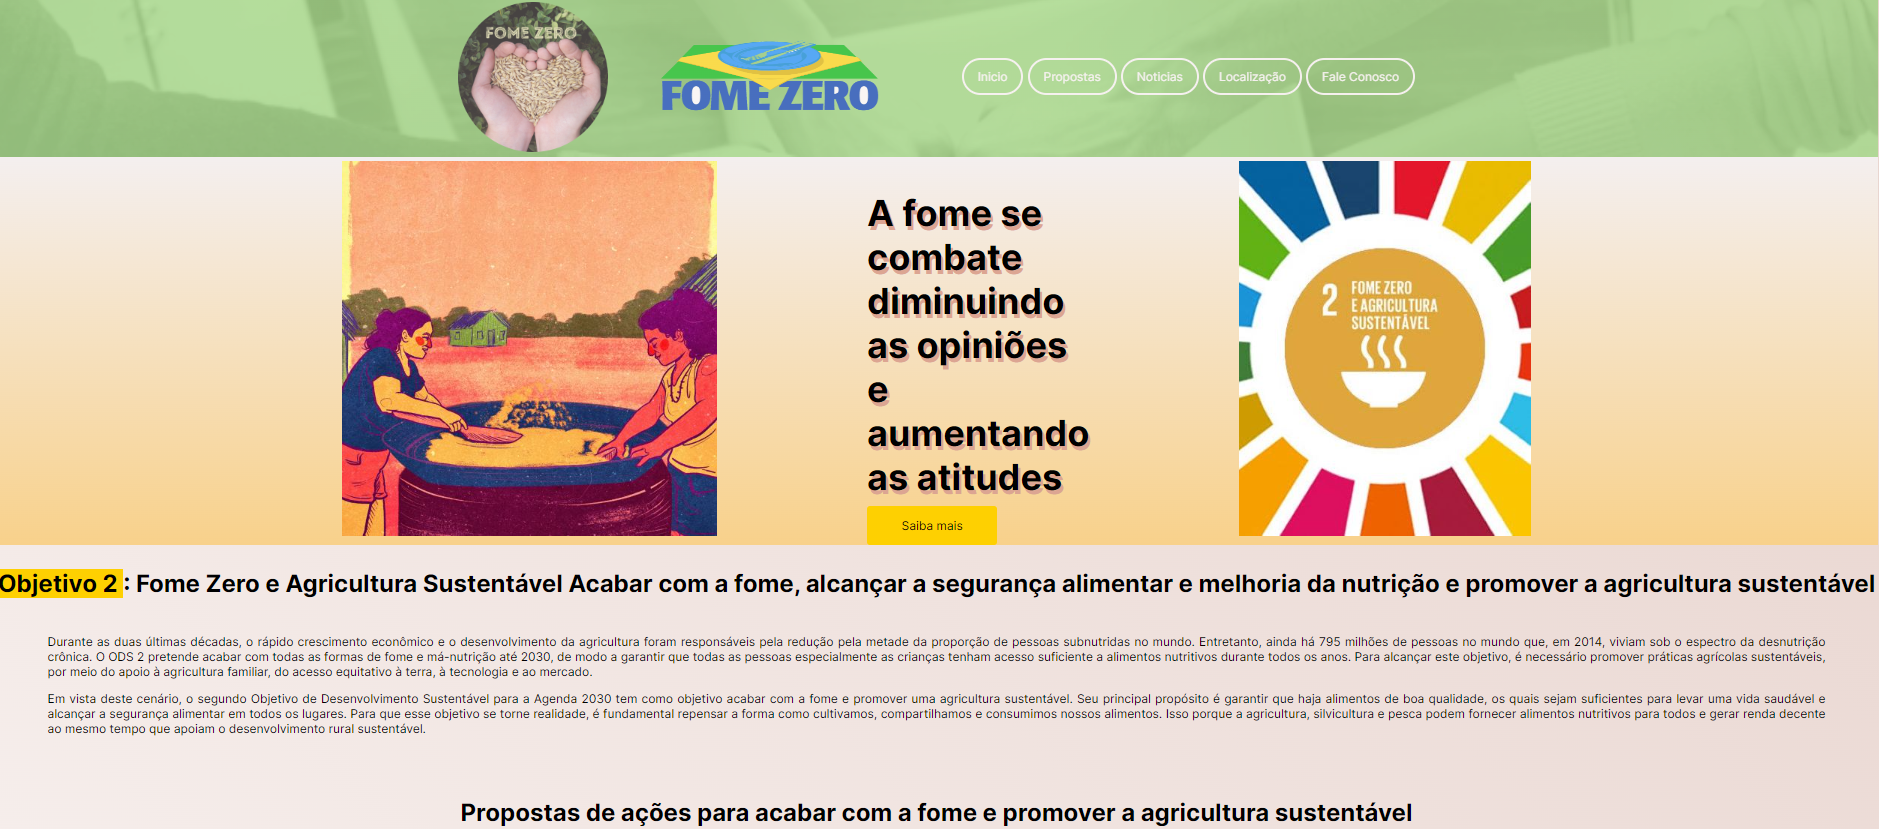 FOME ZERO
FOME ZERO
Inicio
Propostas
Noticias
Localização
Fale Conosco
A fome se
combate
diminuindo
as opiniões
e
aumentando
as atitudes
Saiba mais
2 FOME ZERO
E AGRICULTURA
SUSTENTÁVEL
Objetivo 2 : Fome Zero e Agricultura Sustentável Acabar com a fome, alcançar a segurança alimentar e melhoria da nutrição e promover a agricultura sustentável
Durante as duas últimas décadas, o rápido crescimento econômico e o desenvolvimento da agricultura foram responsáveis pela redução pela metade da proporção de pessoas subnutridas no mundo. Entretanto, ainda há 795 milhões de pessoas no mundo que, em 2014, viviam sob o espectro da desnutrição
crônica. O ODS 2 pretende acabar com todas as formas de fome e má-nutrição até 2030, de modo a garantir que todas as pessoas especialmente as crianças tenham acesso suficiente a alimentos nutritivos durante todos os anos. Para alcançar este objetivo, é necessário promover práticas agrícolas sustentáveis,
por meio do apoio à agricultura familiar, do acesso equitativo à terra, à tecnologia e ao mercado.
Em vista deste cenário, o segundo Objetivo de Desenvolvimento Sustentável para a Agenda 2030 tem como objetivo acabar com a fome e promover uma agricultura sustentável. Seu principal propósito é garantir que haja alimentos de boa qualidade, os quais sejam suficientes para levar uma vida saudável e
alcançar a segurança alimentar em todos os lugares. Para que esse objetivo se torne realidade, é fundamental repensar a forma como cultivamos, compartilhamos e consumimos nossos alimentos. Isso porque a agricultura, silvicultura e pesca podem fornecer alimentos nutritivos para todos e gerar renda decente
ao mesmo tempo que apoiam o desenvolvimento rural sustentável.
Propostas de ações para acabar com a fome e promover a agricultura sustentável